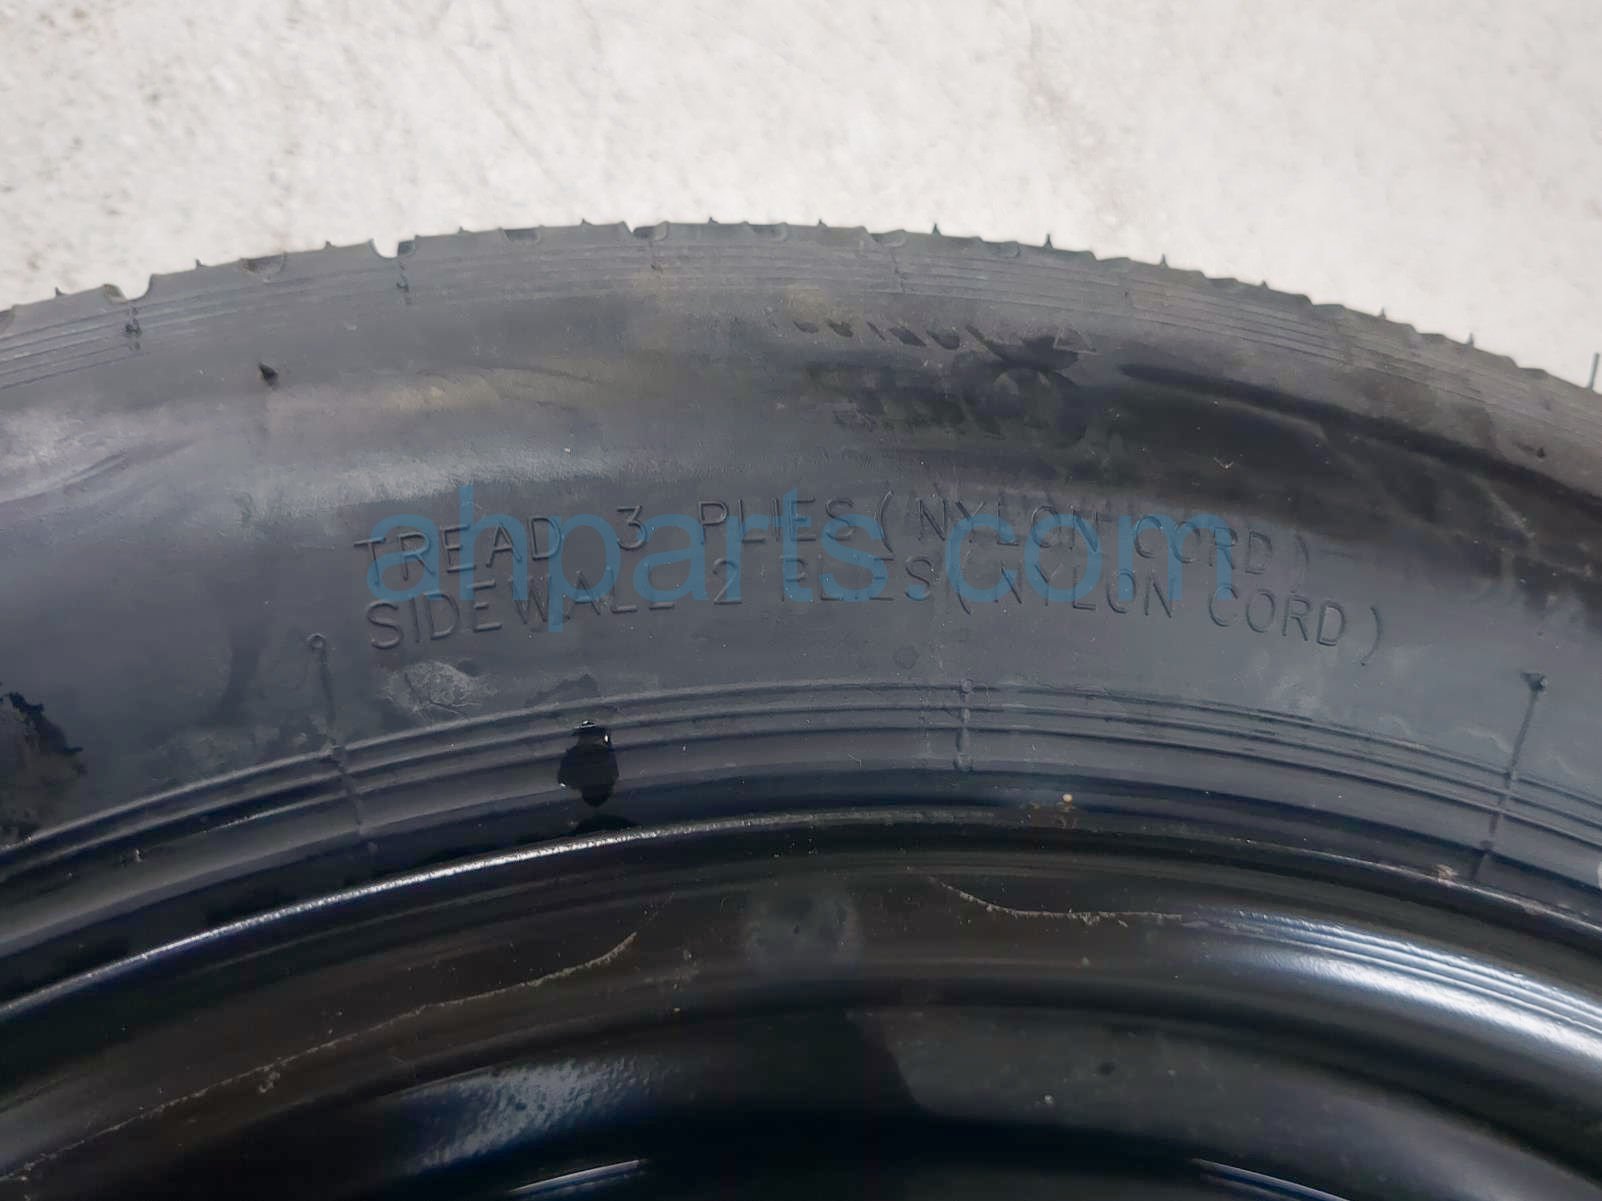 TREAD 3 PLIES (NYLON CORD)
SIDEWALL 2 PLIES (NYLON CORD)
ahparts.com